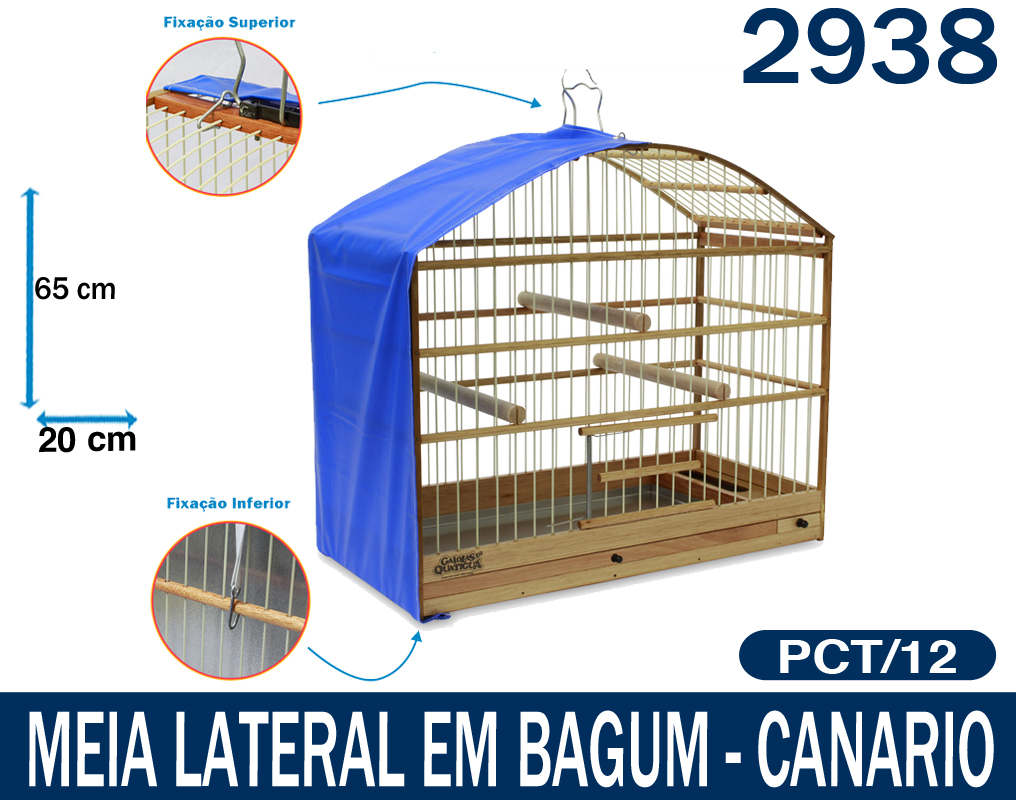 Fixação Superior
2938
65 cm
20 cm
Fixação Inferior
GAIOLAS
QUATIGUÁ
PCT/12
MEIA LATERAL EM BAGUM - CANARIO